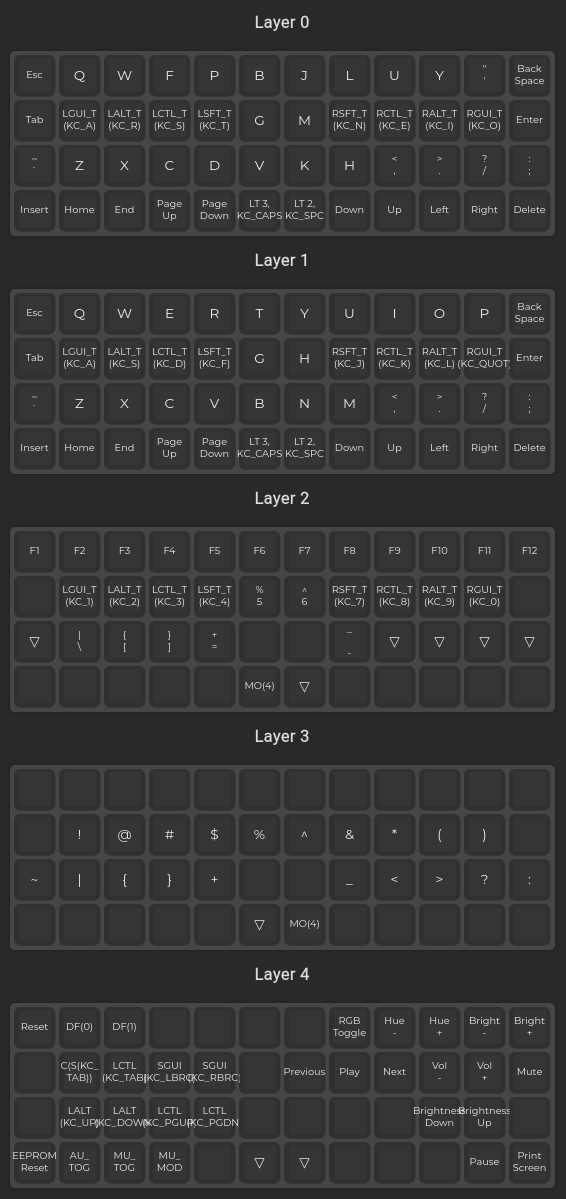 Layer 0
Esc Q W F P B J L U Y " ' Back Space
Tab LGUI_T (KC_A) LALT_T (KC_R) LCTL_T (KC_S) LSFT_T (KC_T) G M RSFT_T (KC_N) RCTL_T (KC_E) RALT_T (KC_I) RGUI_T (KC_O) Enter
~ ` Z X C D V K H < , > . ? / : ;
Insert Home End Page Up Page Down LT 3, KC_CAPS LT 2, KC_SPC Down Up Left Right Delete
Layer 1
Esc Q W E R T Y U I O P Back Space
Tab LGUI_T (KC_A) LALT_T (KC_S) LCTL_T (KC_D) LSFT_T (KC_F) G H RSFT_T (KC_J) RCTL_T (KC_K) RALT_T (KC_L) RGUI_T (KC_QUOT) Enter
~ ` Z X C V B N M < , > . ? / : ;
Insert Home End Page Up Page Down LT 3, KC_CAPS LT 2, KC_SPC Down Up Left Right Delete
Layer 2
F1 F2 F3 F4 F5 F6 F7 F8 F9 F10 F11 F12
LGUI_T (KC_1) LALT_T (KC_2) LCTL_T (KC_3) LSFT_T (KC_4) % 5 ^ 6 RSFT_T (KC_7) RCTL_T (KC_8) RALT_T (KC_9) RGUI_T (KC_0)
▽ | \ { [ } ] + = _ - ▽ ▽ ▽ ▽
MO(4) ▽
Layer 3
! @ # $ % ^ & * ( )
~ | { } + _ < > ? :
▽ MO(4)
Layer 4
Reset DF(0) DF(1) RGB Toggle Hue - Hue + Bright - Bright +
C(S(KC_ TAB)) LCTL (KC_TAB) SGUI (KC_LBRC) SGUI (KC_RBRC) Previous Play Next Vol - Vol + Mute
LALT (KC_UP) LALT (KC_DOWN) LCTL (KC_PGUP) LCTL (KC_PGDN) Brightness Down Brightness Up
EEPROM Reset AU_ TOG MU_ TOG MU_ MOD ▽ ▽ Pause Print Screen